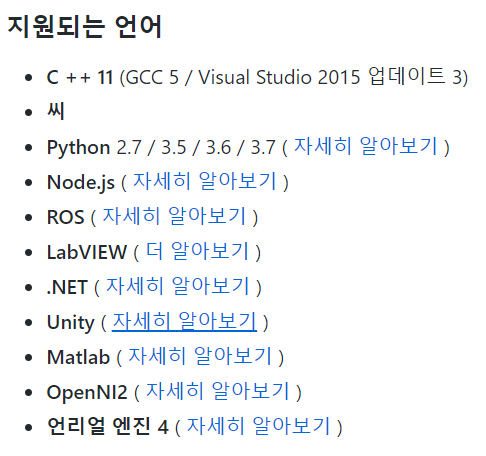 지원되는 언어
C ++ 11 (GCC 5 / Visual Studio 2015 업데이트 3)
씨
Python 2.7 / 3.5 / 3.6 / 3.7 ( 자세히 알아보기 )
Node.js ( 자세히 알아보기 )
ROS ( 자세히 알아보기 )
LabVIEW ( 더 알아보기 )
.NET ( 자세히 알아보기 )
Unity ( 자세히 알아보기 )
Matlab ( 자세히 알아보기 )
OpenNI2 ( 자세히 알아보기 )
언리얼 엔진 4 ( 자세히 알아보기 )